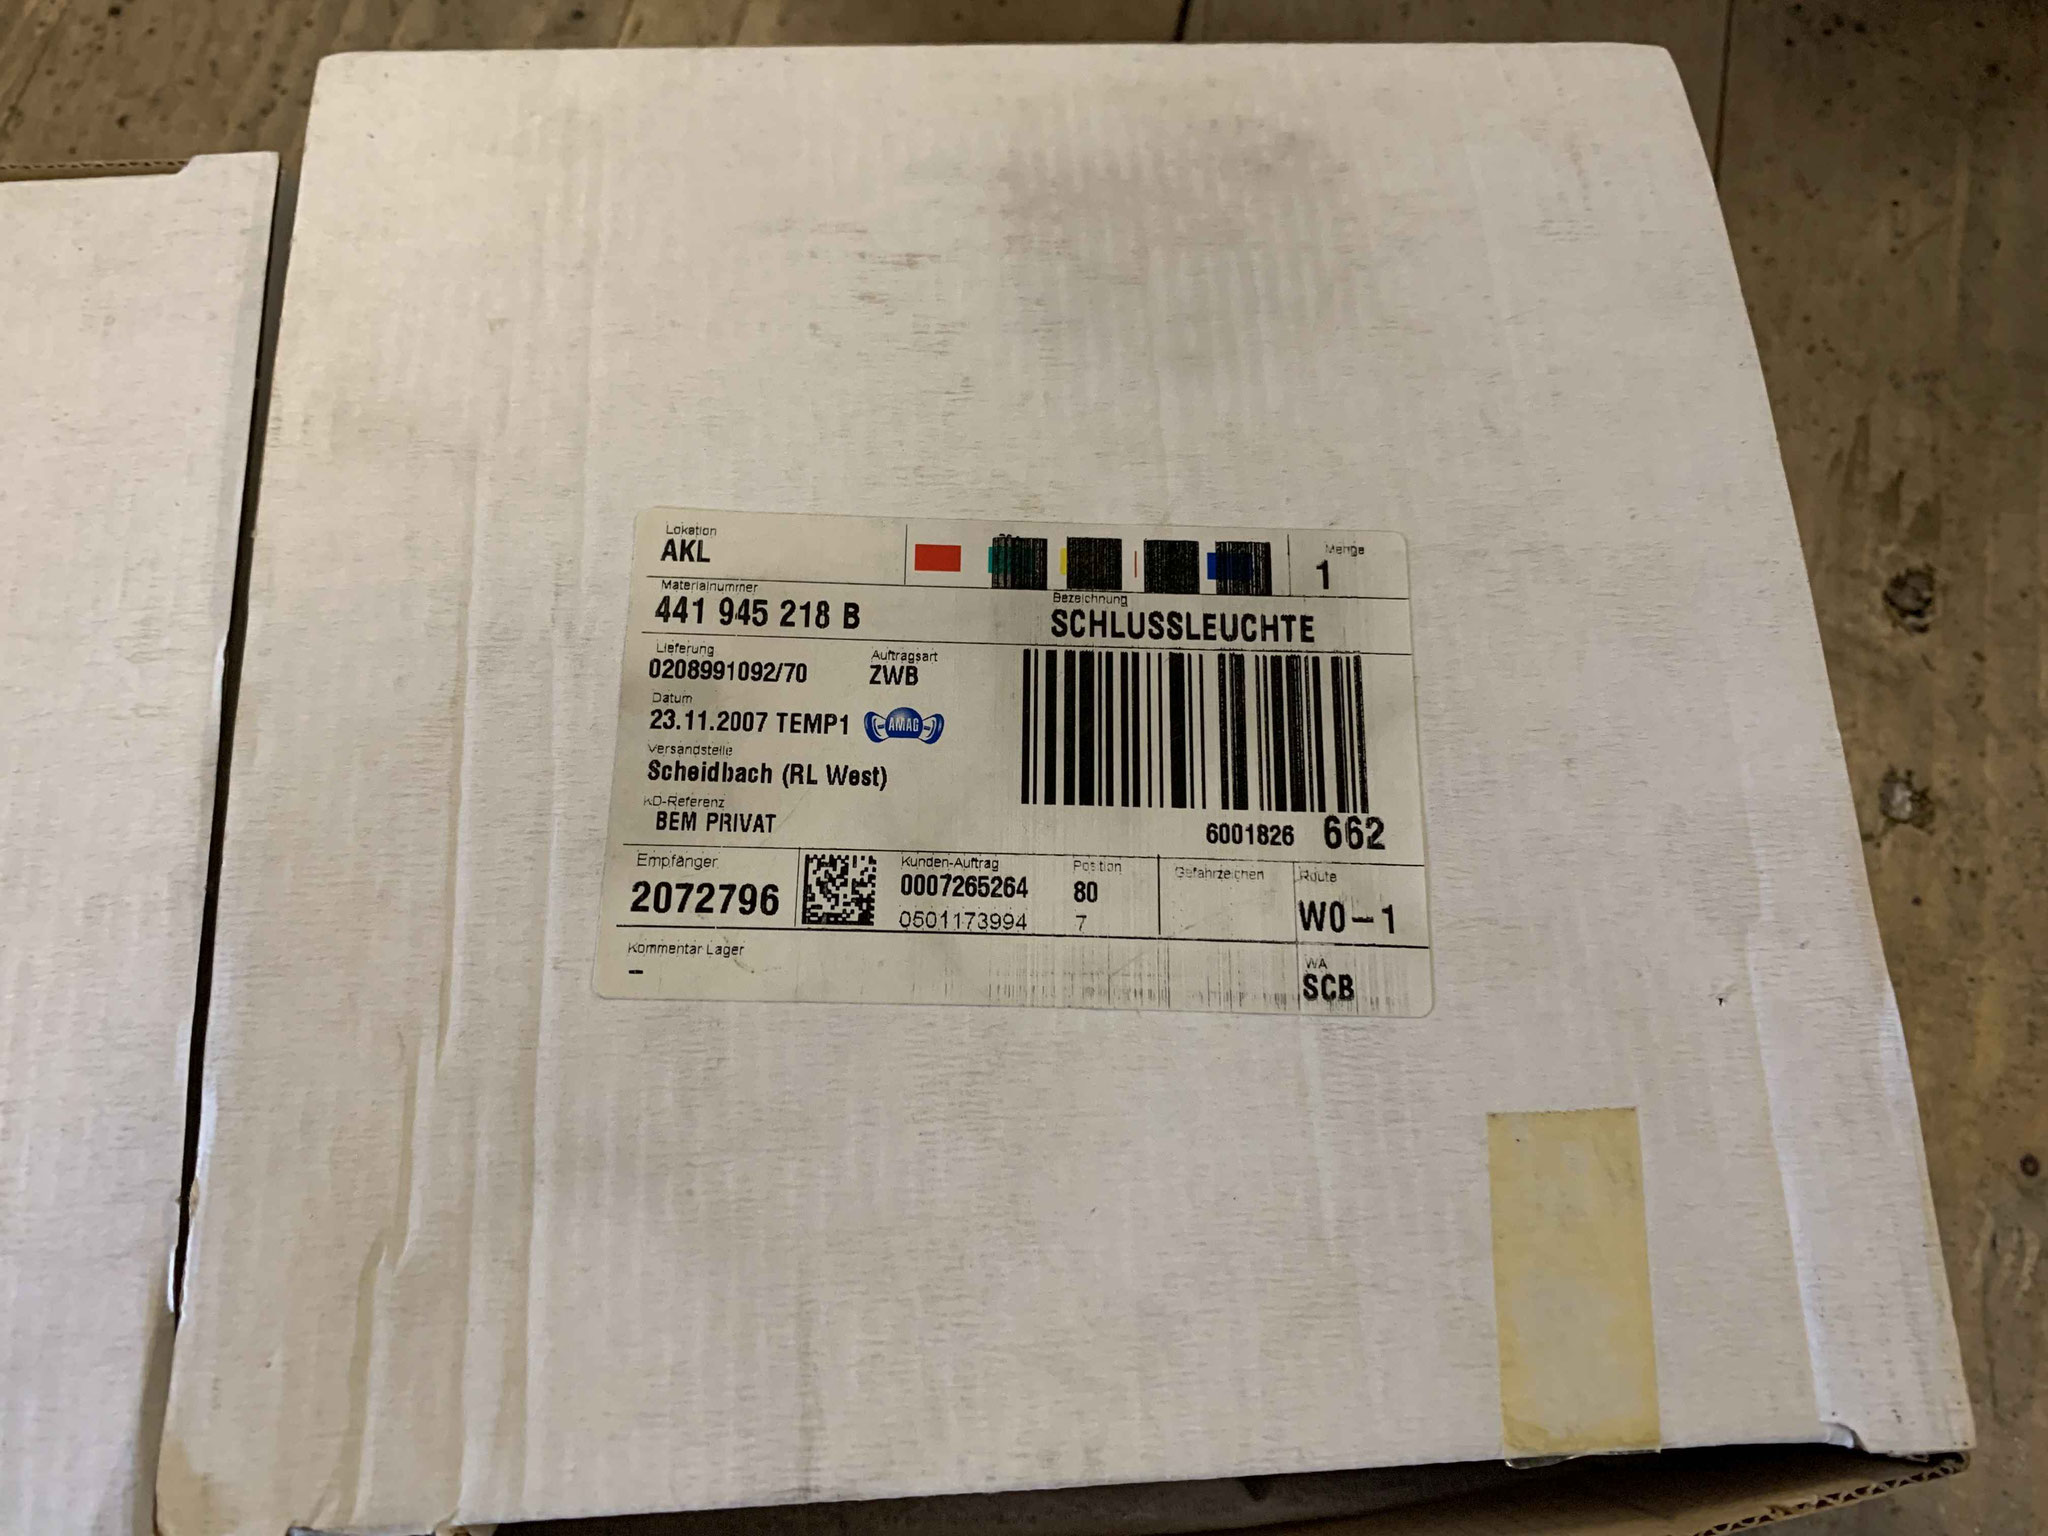 Lokation
AKL
Menge
1
Materialnummer
441 945 218 B
Bezeichnung
SCHLUSSLEUCHTE
Lieferung
0208991092/70
Auftragsart
ZWB
Datum
23.11.2007 TEMP1
AMAG
Versandstelle
Scheidbach (RL West)
KD-Referenz
BEM PRIVAT
6001826 662
Empfänger
2072796
Kunden-Auftrag
0007265264
0501173994
Position
80
7
Gefahrzeichen
Route
W0-1
Kommentar Lager
-
WA
SCB